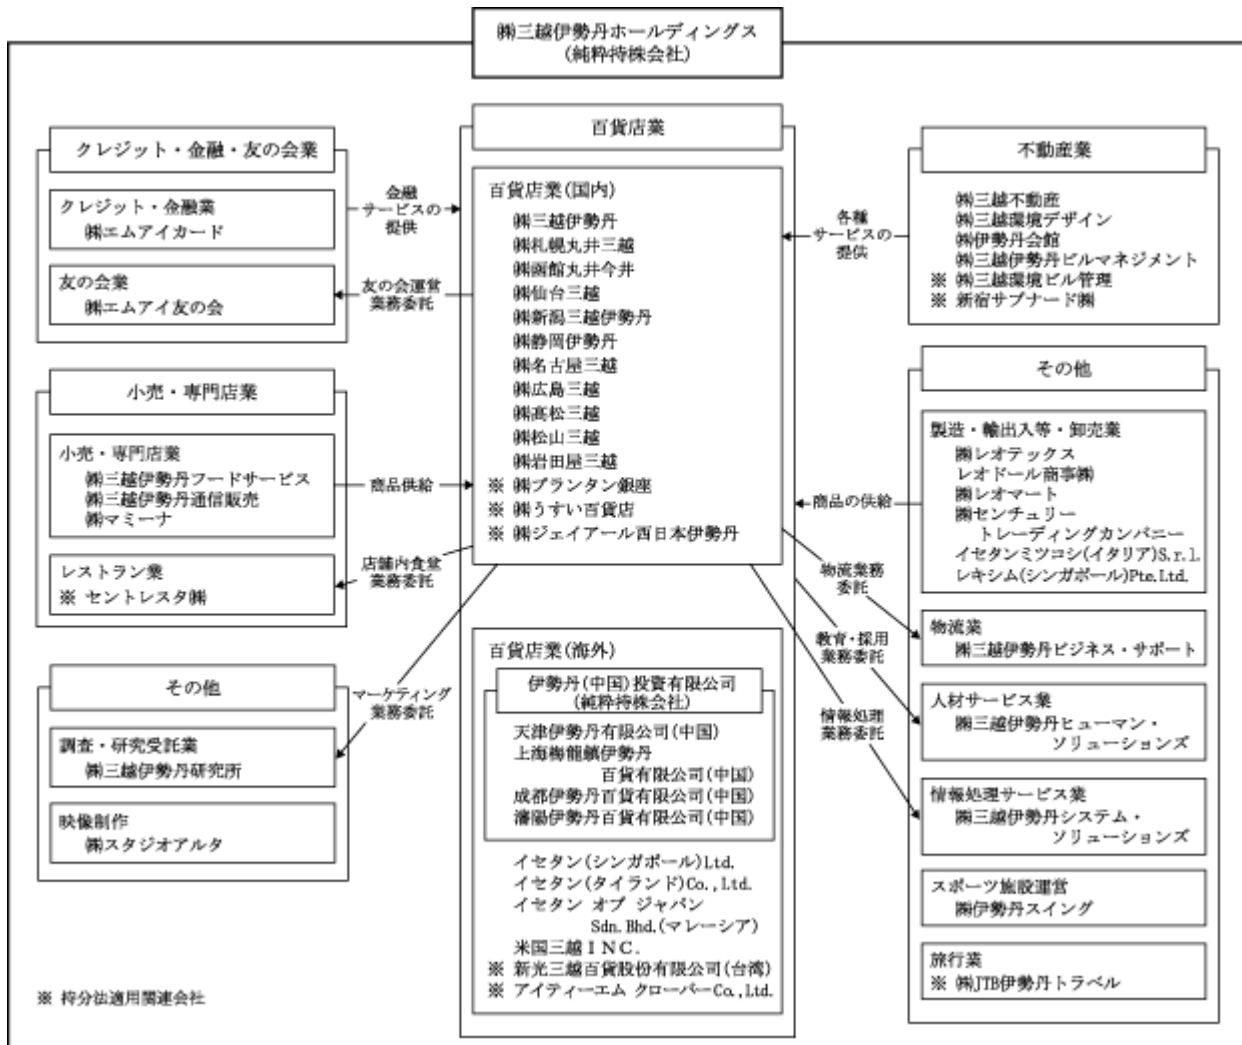 ㈱三越伊勢丹ホールディングス
(純粋持株会社)
クレジット・金融・友の会業
クレジット・金融業
㈱エムアイカード
友の会業
㈱エムアイ友の会
金融
サービスの
提供
友の会運営
業務委託
小売・専門店業
小売・専門店業
㈱三越伊勢丹フードサービス
㈱三越伊勢丹通信販売
㈱マミーナ
レストラン業
※ セントレスタ㈱
商品供給
店舗内食堂
業務委託
その他
調査・研究受託業
㈱三越伊勢丹研究所
映像制作
㈱スタジオアルタ
マーケティング
業務委託
※ 持分法適用関連会社
百貨店業
百貨店業(国内)
㈱三越伊勢丹
㈱札幌丸井三越
㈱函館丸井今井
㈱仙台三越
㈱新潟三越伊勢丹
㈱静岡伊勢丹
㈱名古屋三越
㈱広島三越
㈱高松三越
㈱松山三越
㈱岩田屋三越
※ ㈱プランタン銀座
※ ㈱うすい百貨店
※ ㈱ジェイアール西日本伊勢丹
百貨店業(海外)
伊勢丹(中国)投資有限公司
(純粋持株会社)
天津伊勢丹有限公司(中国)
上海梅龍鎮伊勢丹
百貨有限公司(中国)
成都伊勢丹百貨有限公司(中国)
瀋陽伊勢丹百貨有限公司(中国)
イセタン(シンガポール)Ltd.
イセタン(タイランド)Co.,Ltd.
イセタン オブ ジャパン
Sdn.Bhd.(マレーシア)
米国三越INC.
※ 新光三越百貨股份有限公司(台湾)
※ アイティーエム クローバーCo.,Ltd.
各種
サービスの
提供
商品の供給
物流業務
委託
教育・採用
業務委託
情報処理
業務委託
不動産業
㈱三越不動産
㈱三越環境デザイン
㈱伊勢丹会館
㈱三越伊勢丹ビルマネジメント
※ ㈱三越環境ビル管理
※ 新宿サブナード㈱
その他
製造・輸出入等・卸売業
㈱レオテックス
レオドール商事㈱
㈱レオマート
㈱センチュリー
トレーディングカンパニー
イセタンミツコシ(イタリア)S.r.l.
レキシム(シンガポール)Pte.Ltd.
物流業
㈱三越伊勢丹ビジネス・サポート
人材サービス業
㈱三越伊勢丹ヒューマン・
ソリューションズ
情報処理サービス業
㈱三越伊勢丹システム・
ソリューションズ
スポーツ施設運営
㈱伊勢丹スイング
旅行業
※ ㈱JTB伊勢丹トラベル